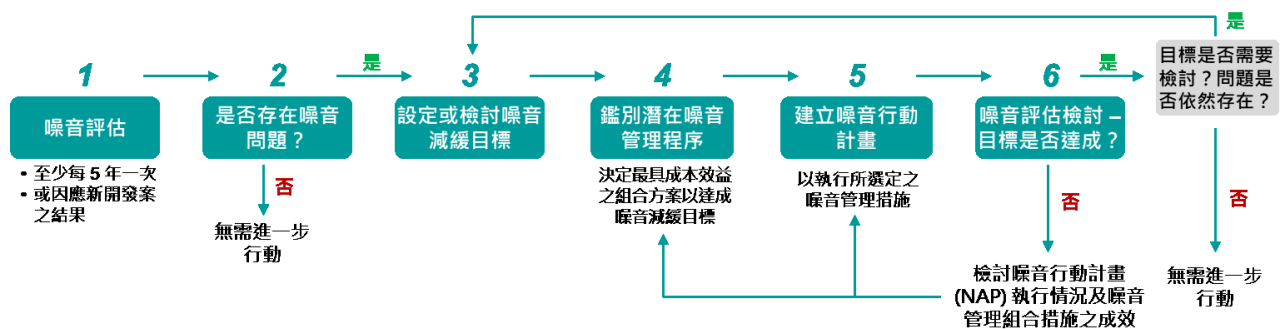 1
噪音評估
• 至少每 5 年一次
• 或因應新開發案
之結果
2
是否存在噪音
問題？
是
否
無需進一步
行動
3
設定或檢討噪音
減緩目標
4
鑑別潛在噪音
管理程序
決定最具成本效益
之組合方案以達成
噪音減緩目標
5
建立噪音行動
計畫
以執行所選定之
噪音管理措施
6
噪音評估檢討 –
目標是否達成？
是
否
檢討噪音行動計畫
(NAP) 執行情況及噪音
管理組合措施之成效
是
目標是否需要
檢討？問題是
否依然存在？
否
無需進一步
行動